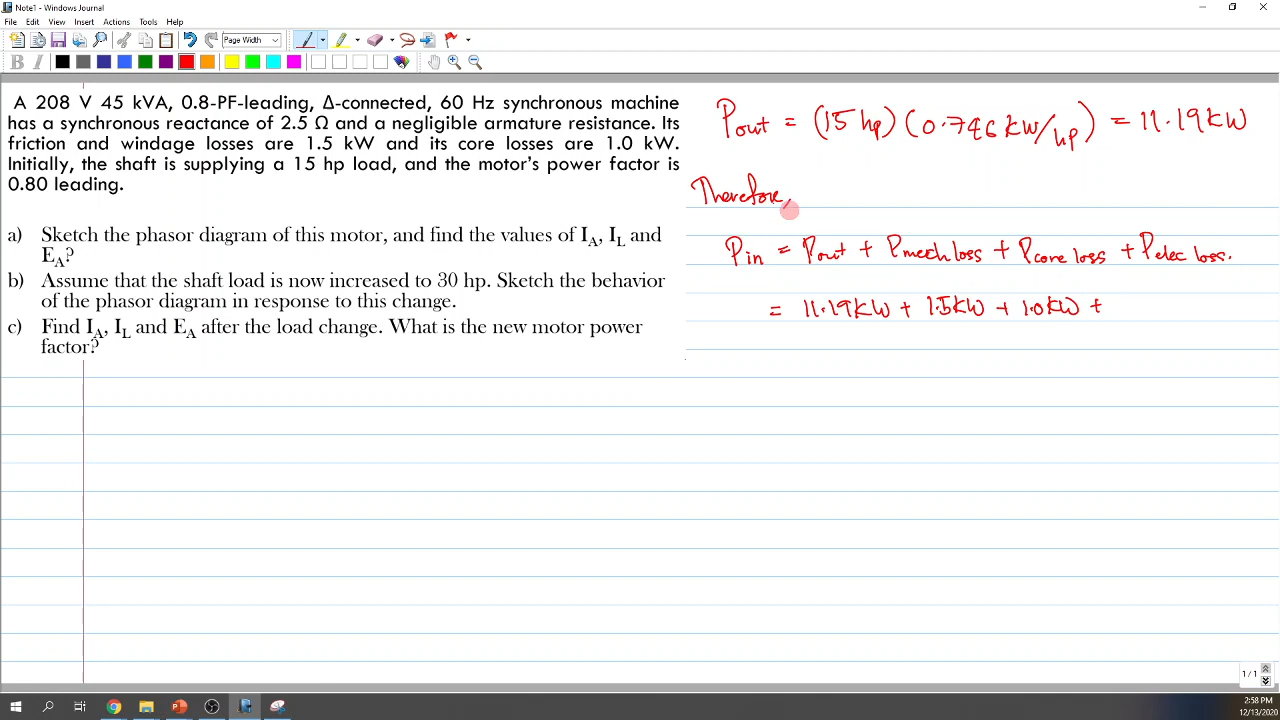 Note1 - Windows Journal
File Edit View Insert Actions Tools Help
Page Width
B I
A 208 V 45 kVA, 0.8-PF-leading, Δ-connected, 60 Hz synchronous machine
has a synchronous reactance of 2.5 Ω and a negligible armature resistance. Its
friction and windage losses are 1.5 kW and its core losses are 1.0 kW.
Initially, the shaft is supplying a 15 hp load, and the motor's power factor is
0.80 leading.
a) Sketch the phasor diagram of this motor, and find the values of I_A, I_L and
E_A?
b) Assume that the shaft load is now increased to 30 hp. Sketch the behavior
of the phasor diagram in response to this change.
c) Find I_A, I_L and E_A after the load change. What is the new motor power
factor?
Pout = (15 hp) (0.746 kW/hp) = 11.19 kW
Therefore,
Pin = Pout + Pmech loss + Pcore loss + Pelec loss.
= 11.19 kW + 1.5 kW + 1.0 kW +
1 / 1
2:58 PM
12/13/2020